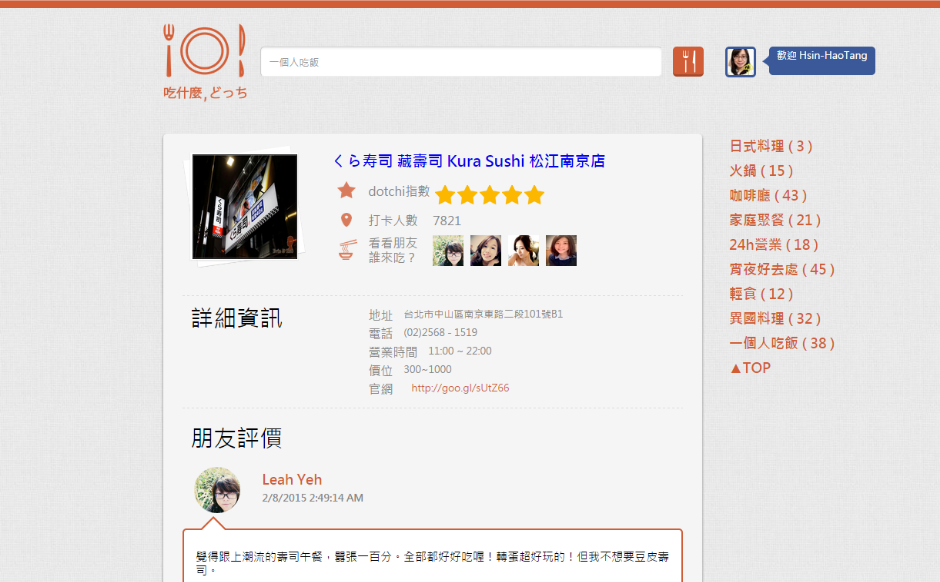 吃什麼,どっち
一個人吃飯
歡迎 Hsin-HaoTang
くら寿司 藏壽司 Kura Sushi 松江南京店
dotchi指數
打卡人數 7821
看看朋友
誰來吃？
詳細資訊
地址 台北市中山區南京東路二段101號B1
電話 (02)2568 - 1519
營業時間 11:00 – 22:00
價位 300~1000
官網 http://goo.gl/sUtZ66
朋友評價
Leah Yeh
2/8/2015 2:49:14 AM
覺得跟上潮流的壽司午餐，囂張一百分。全部都好好吃喔！轉蛋超好玩的！但我不想要豆皮壽
司。
日式料理 ( 3 )
火鍋 ( 15 )
咖啡廳 ( 43 )
家庭聚餐 ( 21 )
24h營業 ( 18 )
宵夜好去處 ( 45 )
輕食 ( 12 )
異國料理 ( 32 )
一個人吃飯 ( 38 )
▲TOP